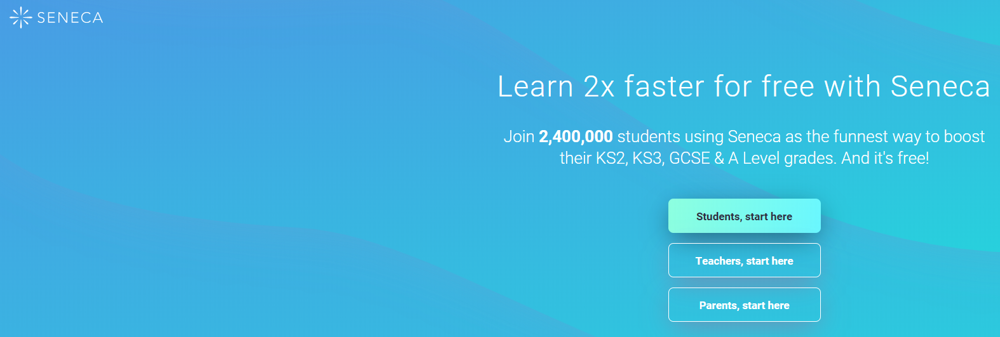 SENECA
Learn 2x faster for free with Seneca
Join 2,400,000 students using Seneca as the funnest way to boost
their KS2, KS3, GCSE & A Level grades. And it's free!
Students, start here
Teachers, start here
Parents, start here